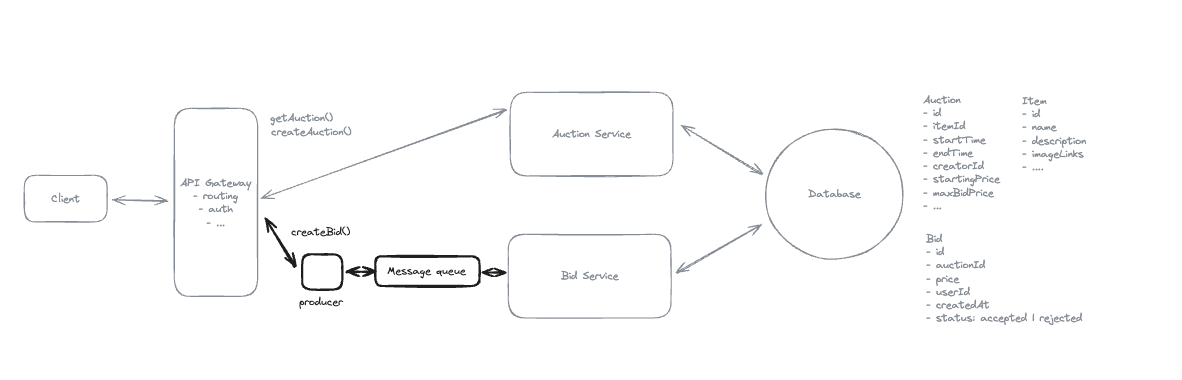 Client
API Gateway
- routing
- auth
- ...
getAuction()
createAuction()
createBid()
producer
Message queue
Auction Service
Bid Service
Database
Auction
- id
- itemId
- startTime
- endTime
- creatorId
- startingPrice
- maxBidPrice
- ...
Item
- id
- name
- description
- imageLinks
- ....
Bid
- id
- auctionId
- price
- userId
- createdAt
- status: accepted | rejected